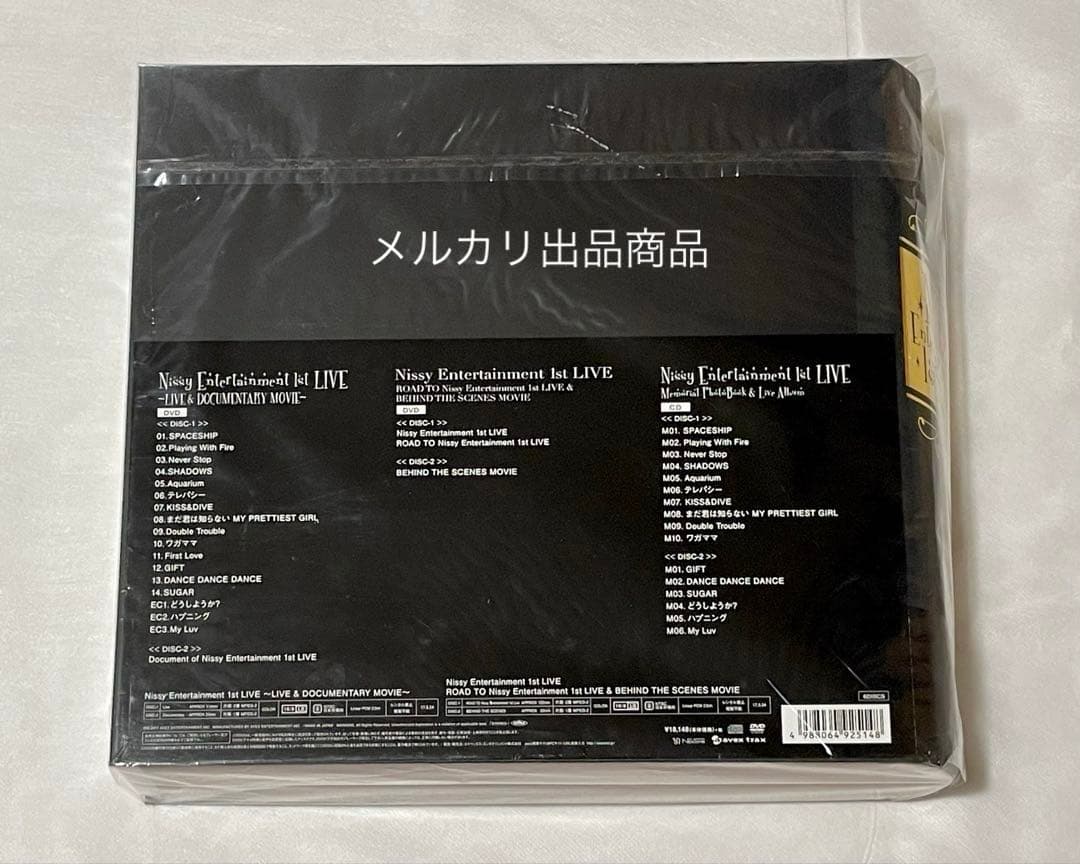 メルカリ出品商品
Nissy Entertainment 1st LIVE
~LIVE & DOCUMENTARY MOVIE~
DVD
<< DISC-1 >>
01.SPACESHIP
02.Playing With Fire
03.Never Stop
04.SHADOWS
05.Aquarium
06.テレパシー
07.KISS&DIVE
08.まだ君は知らない MY PRETTIEST GIRL
09.Double Trouble
10.ワガママ
11.First Love
12.GIFT
13.DANCE DANCE DANCE
14.SUGAR
EC1.どうしようか?
EC2.ハプニング
EC3.My Luv
<< DISC-2 >>
Document of Nissy Entertainment 1st LIVE
Nissy Entertainment 1st LIVE
ROAD TO Nissy Entertainment 1st LIVE &
BEHIND THE SCENES MOVIE
DVD
<< DISC-1 >>
Nissy Entertainment 1st LIVE
ROAD TO Nissy Entertainment 1st LIVE
<< DISC-2 >>
BEHIND THE SCENES MOVIE
Nissy Entertainment 1st LIVE
Memorial PhotoBook & Live Album
CD
<< DISC-1 >>
M01. SPACESHIP
M02. Playing With Fire
M03. Never Stop
M04. SHADOWS
M05. Aquarium
M06. テレパシー
M07. KISS&DIVE
M08. まだ君は知らない MY PRETTIEST GIRL
M09. Double Trouble
M10. ワガママ
<< DISC-2 >>
M01. GIFT
M02. DANCE DANCE DANCE
M03. SUGAR
M04. どうしようか?
M05. ハプニング
M06. My Luv
Nissy Entertainment 1st LIVE ~LIVE & DOCUMENTARY MOVIE~
Nissy Entertainment 1st LIVE
ROAD TO Nissy Entertainment 1st LIVE & BEHIND THE SCENES MOVIE
6DISCS
¥18,148(本体価格)+税
avex trax
4 983064 925148